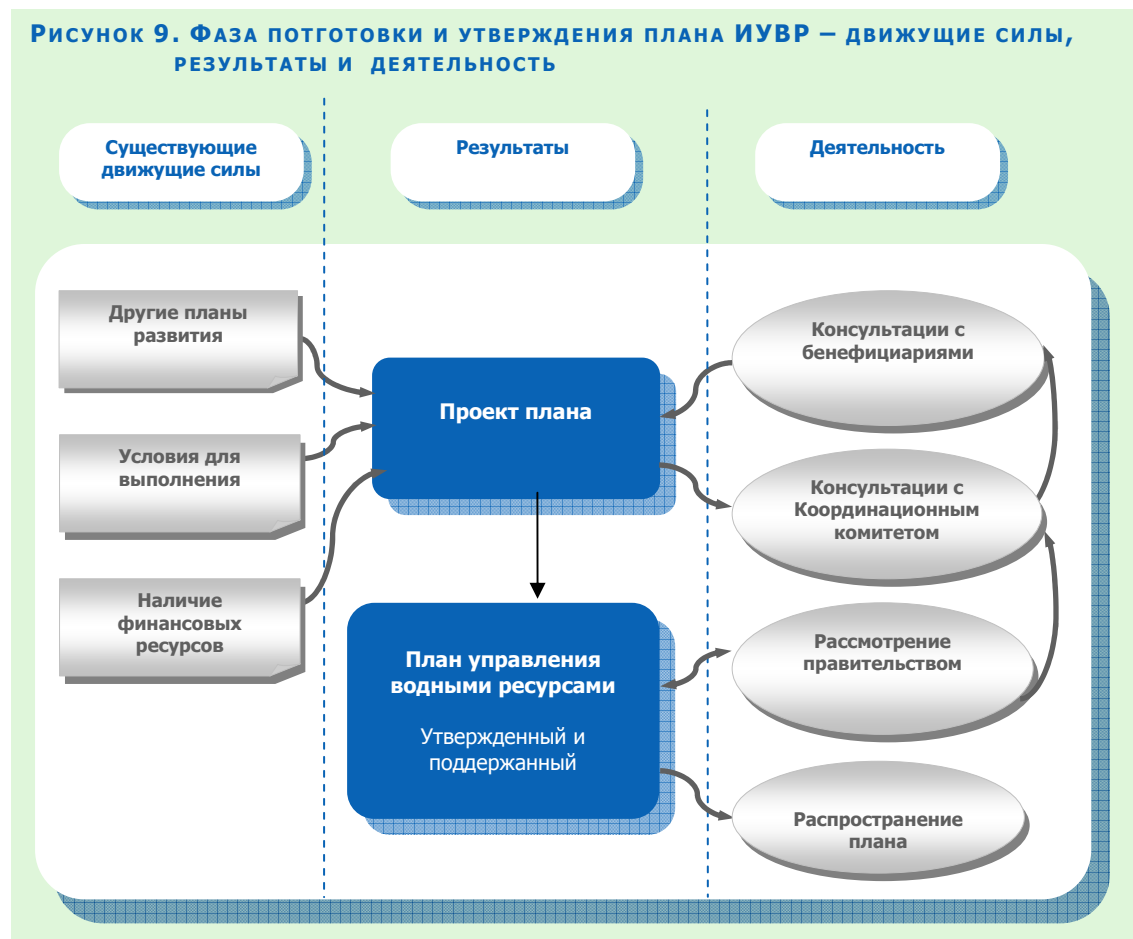 Рисунок 9. Фаза потготовки и утверждения плана ИУВР – движущие силы,
результаты и деятельность
Существующие
движущие силы
Результаты
Деятельность
Другие планы
развития
Условия для
выполнения
Наличие
финансовых
ресурсов
Проект плана
План управления
водными ресурсами
Утвержденный и
поддержанный
Консультации с
бенефициариями
Консультации с
Координационным
комитетом
Рассмотрение
правительством
Распространение
плана